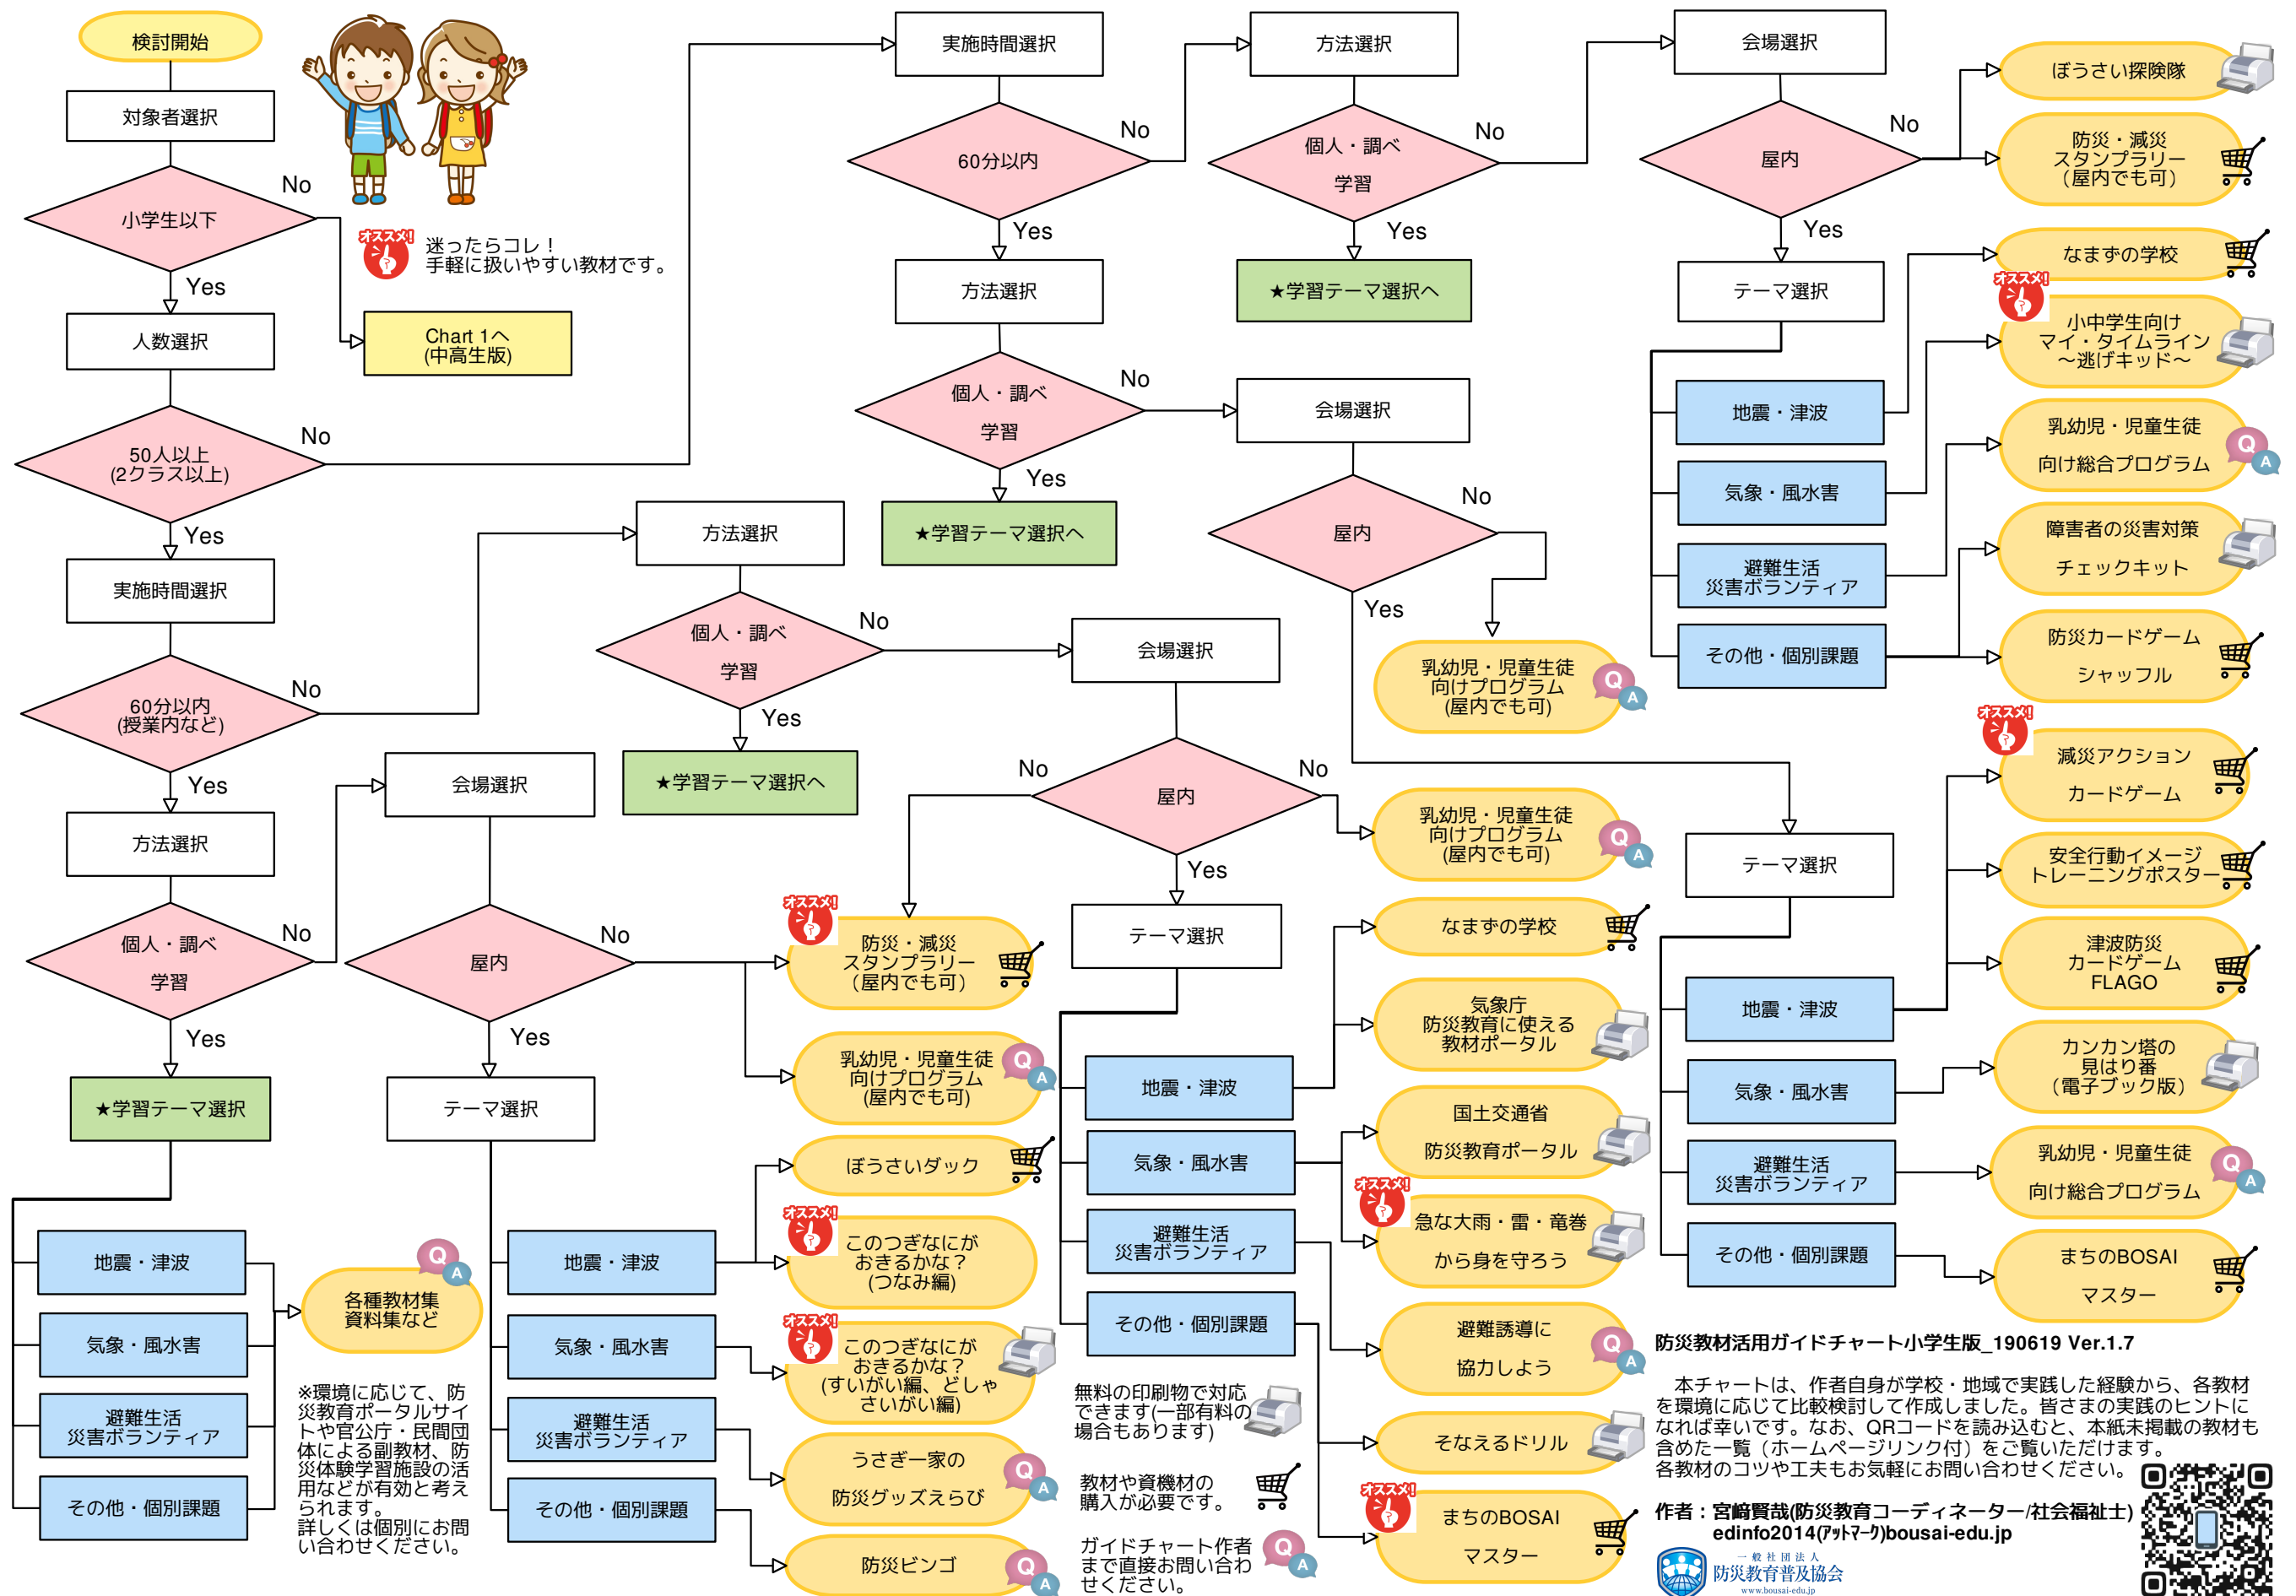 検討開始
対象者選択
小学生以下
No
Yes
オススメ!
迷ったらコレ！
手軽に扱いやすい教材です。
Chart 1へ
(中高生版)
人数選択
50人以上
(2クラス以上)
No
Yes
実施時間選択
60分以内
(授業内など)
No
Yes
方法選択
個人・調べ
学習
No
Yes
★学習テーマ選択
地震・津波
気象・風水害
避難生活
災害ボランティア
その他・個別課題
Q
A
各種教材集
資料集など
※環境に応じて、防
災教育ポータルサイ
トや官公庁・民間団
体による副教材、防
災体験学習施設の活
用などが有効と考え
られます。
詳しくは個別にお問
い合わせください。
会場選択
屋内
No
Yes
テーマ選択
地震・津波
気象・風水害
避難生活
災害ボランティア
その他・個別課題
オススメ!
防災・減災
スタンプラリー
（屋内でも可）
乳幼児・児童生徒
向けプログラム
(屋内でも可)
Q
A
ぼうさいダック
オススメ!
このつぎなにが
おきるかな？
(つなみ編)
オススメ!
このつぎなにが
おきるかな？
(すいがい編、どしゃ
さいがい編)
うさぎ一家の
防災グッズえらび
Q
A
防災ビンゴ
Q
A
方法選択
個人・調べ
学習
No
Yes
★学習テーマ選択へ
会場選択
屋内
No
No
Yes
テーマ選択
地震・津波
気象・風水害
避難生活
災害ボランティア
その他・個別課題
乳幼児・児童生徒
向けプログラム
(屋内でも可)
Q
A
なまずの学校
気象庁
防災教育に使える
教材ポータル
国土交通省
防災教育ポータル
オススメ!
急な大雨・雷・竜巻
から身を守ろう
避難誘導に
協力しよう
Q
A
そなえるドリル
オススメ!
まちのBOSAI
マスター
無料の印刷物で対応
できます(一部有料の
場合もあります)
教材や資機材の
購入が必要です。
ガイドチャート作者
まで直接お問い合わ
せください。
Q
A
実施時間選択
60分以内
No
Yes
方法選択
個人・調べ
学習
No
Yes
★学習テーマ選択へ
会場選択
屋内
No
Yes
乳幼児・児童生徒
向けプログラム
(屋内でも可)
Q
A
テーマ選択
地震・津波
気象・風水害
避難生活
災害ボランティア
その他・個別課題
オススメ!
減災アクション
カードゲーム
安全行動イメージ
トレーニングポスター
津波防災
カードゲーム
FLAGO
カンカン塔の
見はり番
（電子ブック版）
乳幼児・児童生徒
向け総合プログラム
Q
A
まちのBOSAI
マスター
方法選択
個人・調べ
学習
No
Yes
★学習テーマ選択へ
会場選択
屋内
No
Yes
テーマ選択
地震・津波
気象・風水害
避難生活
災害ボランティア
その他・個別課題
ぼうさい探険隊
防災・減災
スタンプラリー
（屋内でも可）
なまずの学校
オススメ!
小中学生向け
マイ・タイムライン
～逃げキッド～
乳幼児・児童生徒
向け総合プログラム
Q
A
障害者の災害対策
チェックキット
防災カードゲーム
シャッフル
防災教材活用ガイドチャート小学生版_190619 Ver.1.7
本チャートは、作者自身が学校・地域で実践した経験から、各教材
を環境に応じて比較検討して作成しました。皆さまの実践のヒントに
なれば幸いです。なお、QRコードを読み込むと、本紙未掲載の教材も
含めた一覧（ホームページリンク付）をご覧いただけます。
各教材のコツや工夫もお気軽にお問い合わせください。
作者：宮﨑賢哉(防災教育コーディネーター/社会福祉士)
edinfo2014(ｱｯﾄﾏｰｸ)bousai-edu.jp
一般社団法人
防災教育普及協会
www.bousai-edu.jp